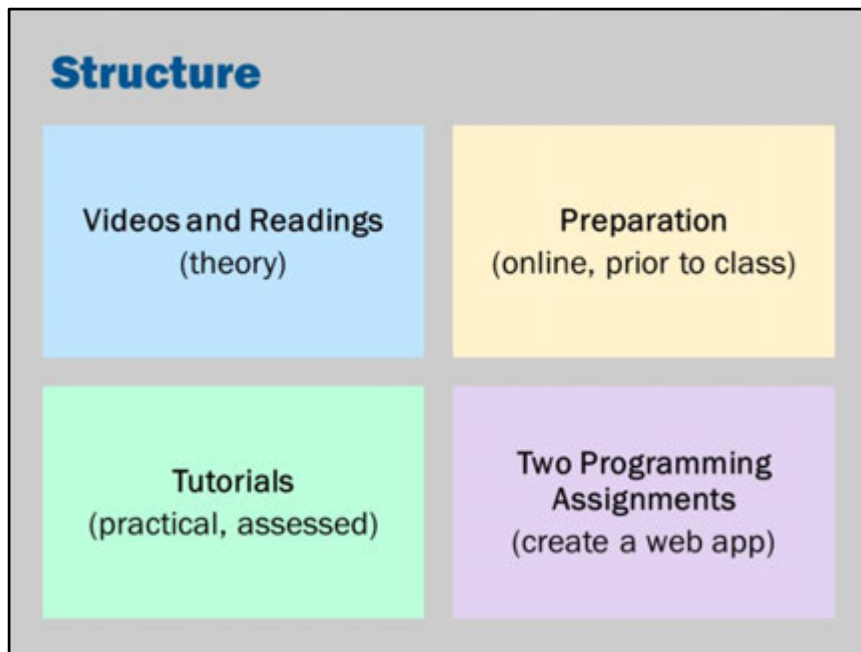 Structure
Videos and Readings
(theory)
Preparation
(online, prior to class)
Tutorials
(practical, assessed)
Two Programming
Assignments
(create a web app)